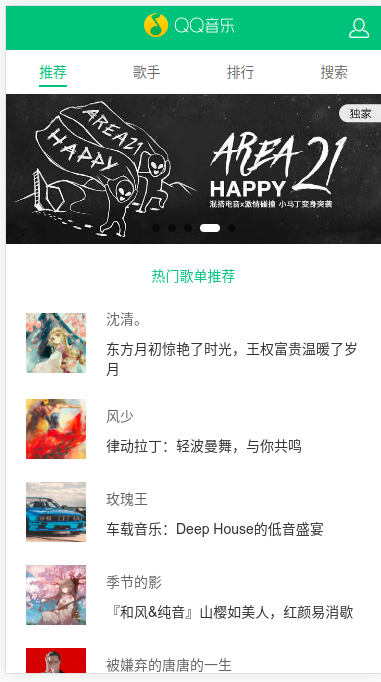 QQ音乐
推荐 歌手 排行 搜索
独家
AREA21
HAPPY
AREA 21
HAPPY
混搭电音x激情碰撞 小马丁变身突袭
热门歌单推荐
沈清。
东方月初惊艳了时光，王权富贵温暖了岁
月
风少
律动拉丁：轻波曼舞，与你共鸣
玫瑰王
车载音乐：Deep House的低音盛宴
季节的影
『和风&纯音』山樱如美人，红颜易消歇
被嫌弃的唐唐的一生